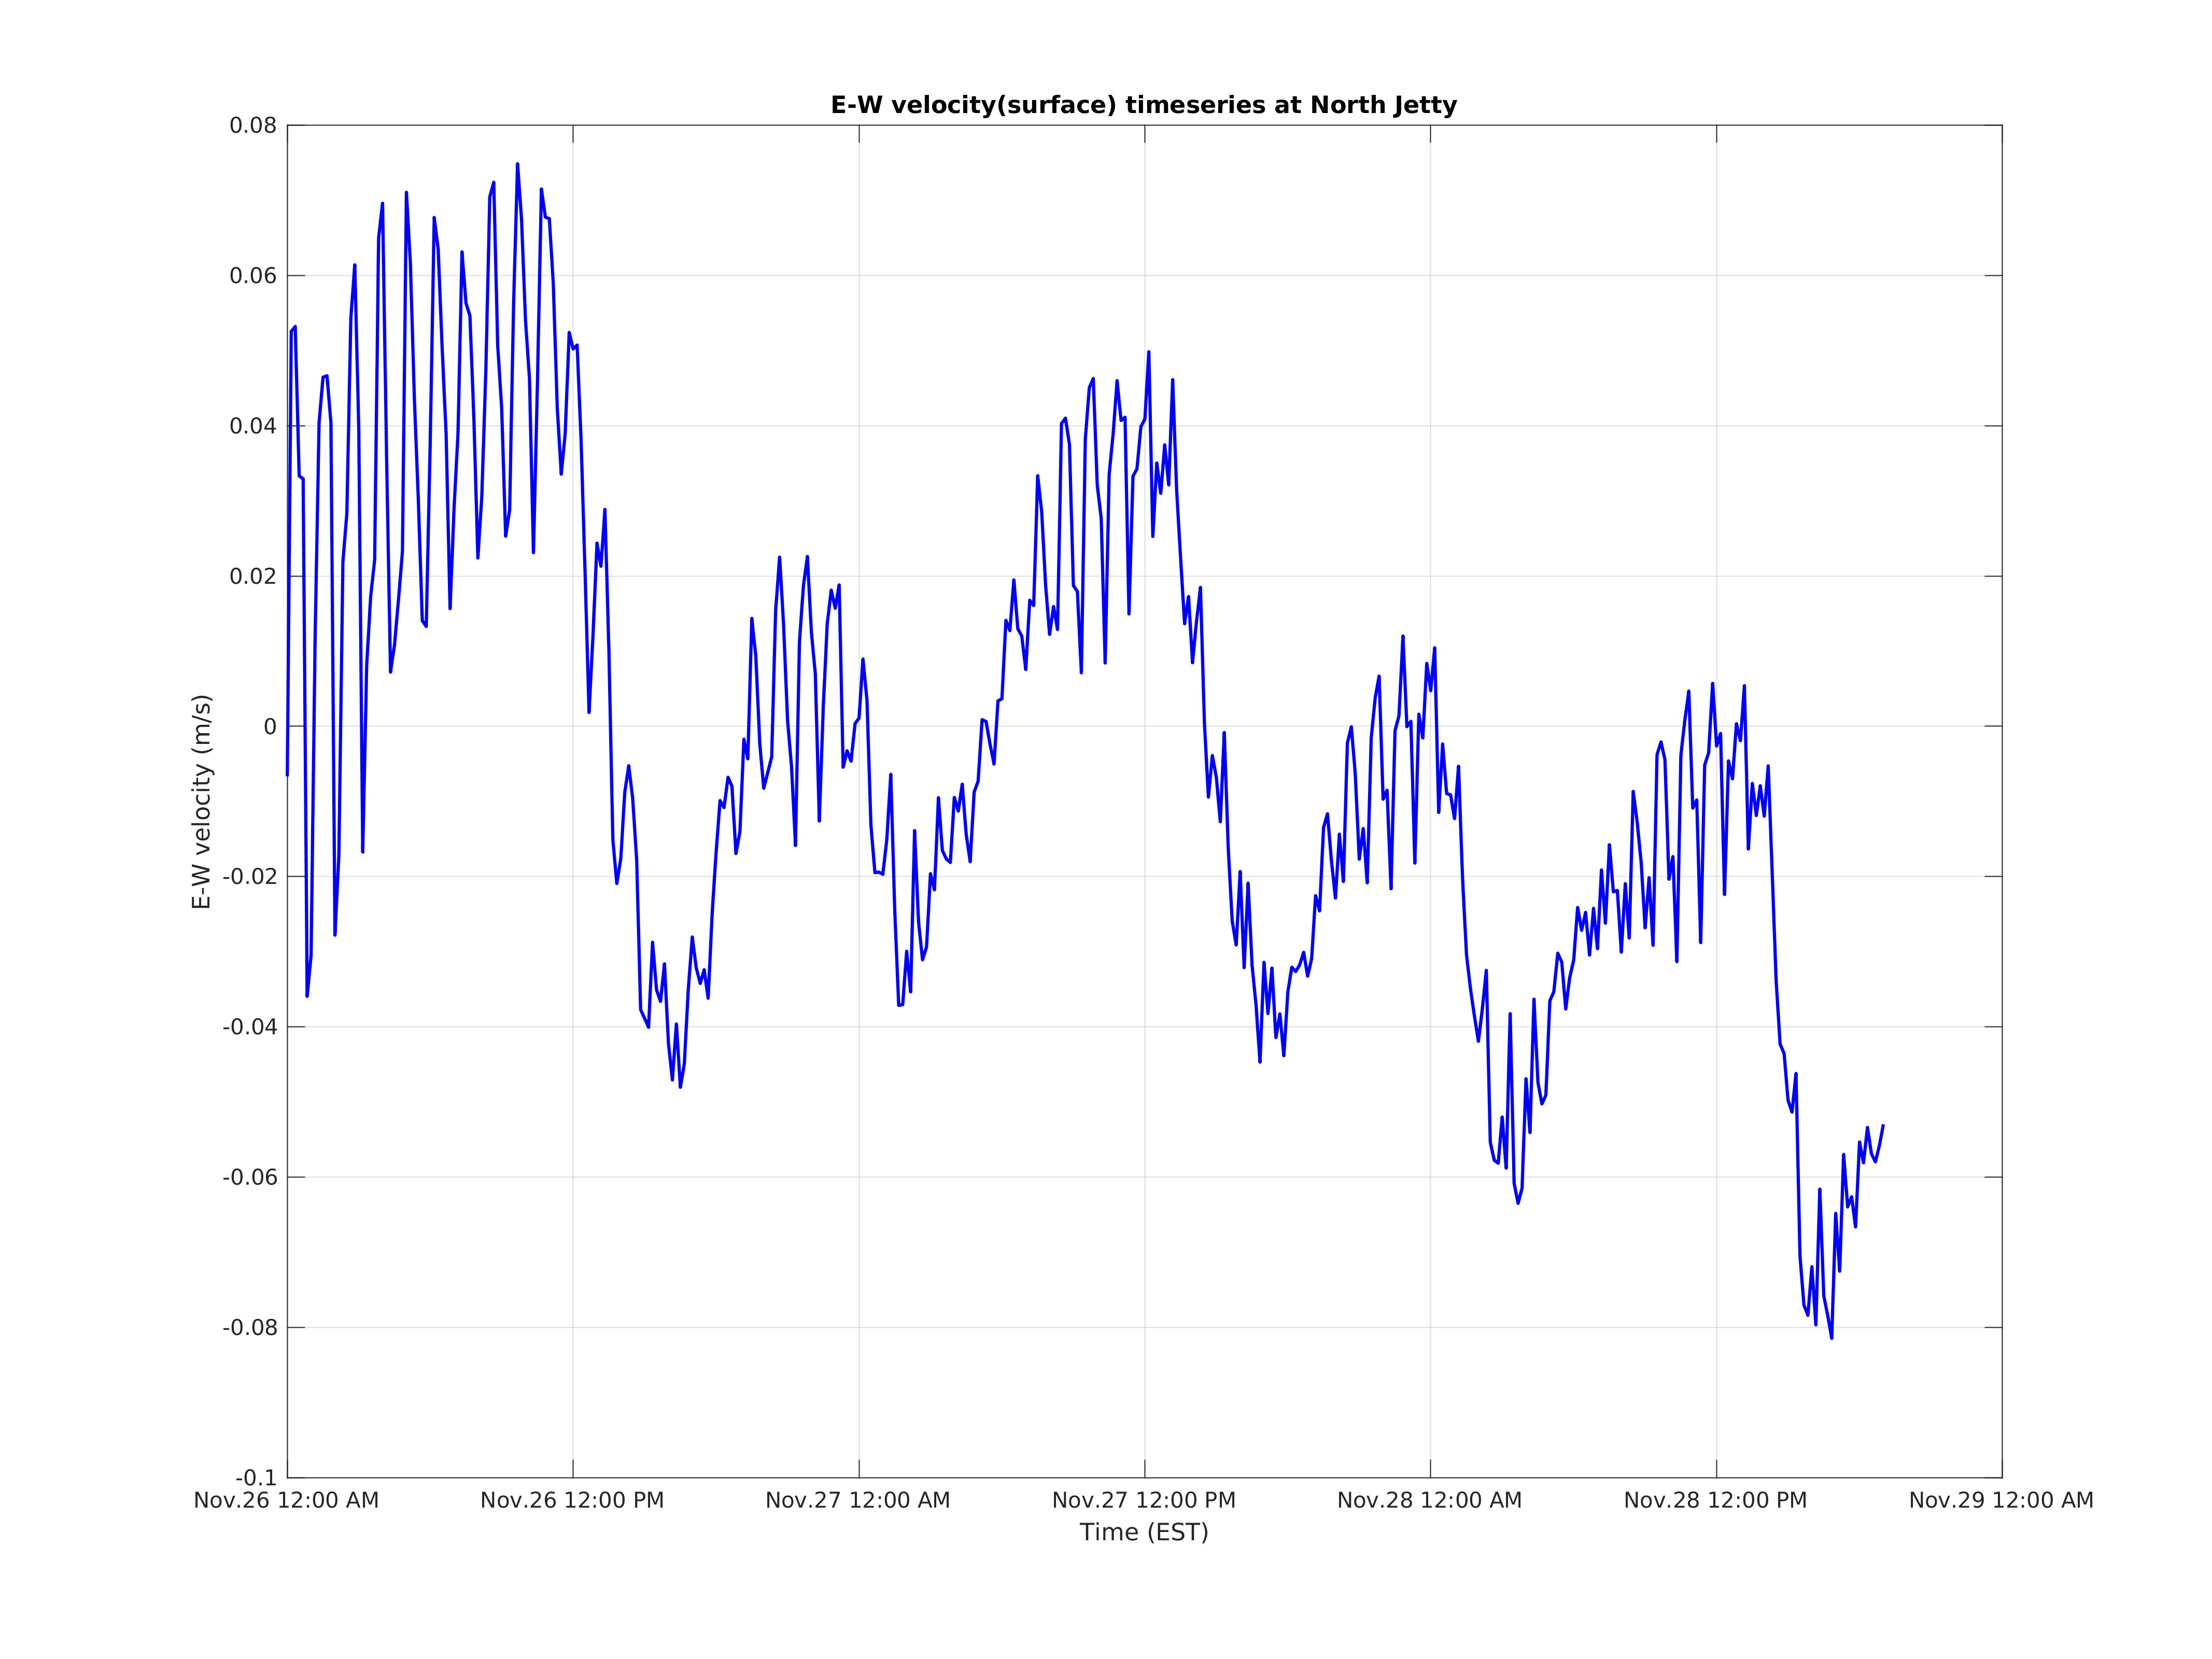 E-W velocity(surface) timeseries at North Jetty
0.08
0.06
0.04
0.02
0
-0.02
-0.04
-0.06
-0.08
-0.1
E-W velocity (m/s)
Nov.26 12:00 AM
Nov.26 12:00 PM
Nov.27 12:00 AM
Nov.27 12:00 PM
Nov.28 12:00 AM
Nov.28 12:00 PM
Nov.29 12:00 AM
Time (EST)